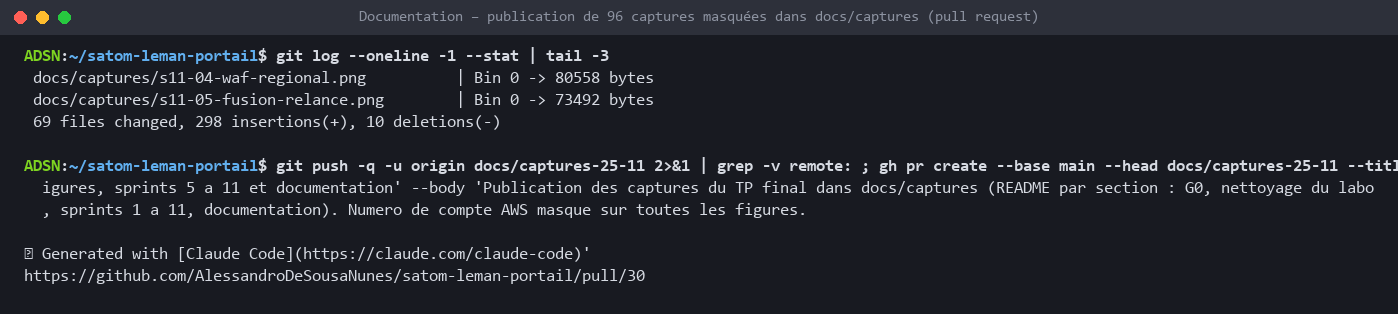 Documentation – publication de 96 captures masquées dans docs/captures (pull request)
ADSN:~/satom-leman-portail$ git log --oneline -1 --stat | tail -3
docs/captures/s11-04-waf-regional.png | Bin 0 -> 80558 bytes
docs/captures/s11-05-fusion-relance.png | Bin 0 -> 73492 bytes
69 files changed, 298 insertions(+), 10 deletions(-)
ADSN:~/satom-leman-portail$ git push -q -u origin docs/captures-25-11 2>&1 | grep -v remote: ; gh pr create --base main --head docs/captures-25-11 --titl
igures, sprints 5 a 11 et documentation' --body 'Publication des captures du TP final dans docs/captures (README par section : G0, nettoyage du labo
, sprints 1 a 11, documentation). Numero de compte AWS masque sur toutes les figures.
Generated with [Claude Code](https://claude.com/claude-code)'
https://github.com/AlessandroDeSousaNunes/satom-leman-portail/pull/30